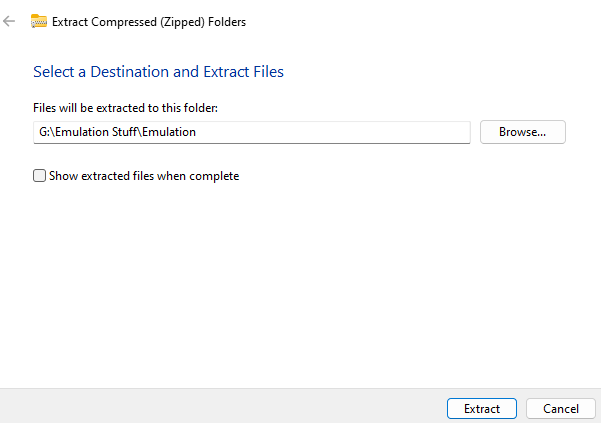 Extract Compressed (Zipped) Folders
Select a Destination and Extract Files
Files will be extracted to this folder:
G:\Emulation Stuff\Emulation
Browse...
Show extracted files when complete
Extract
Cancel